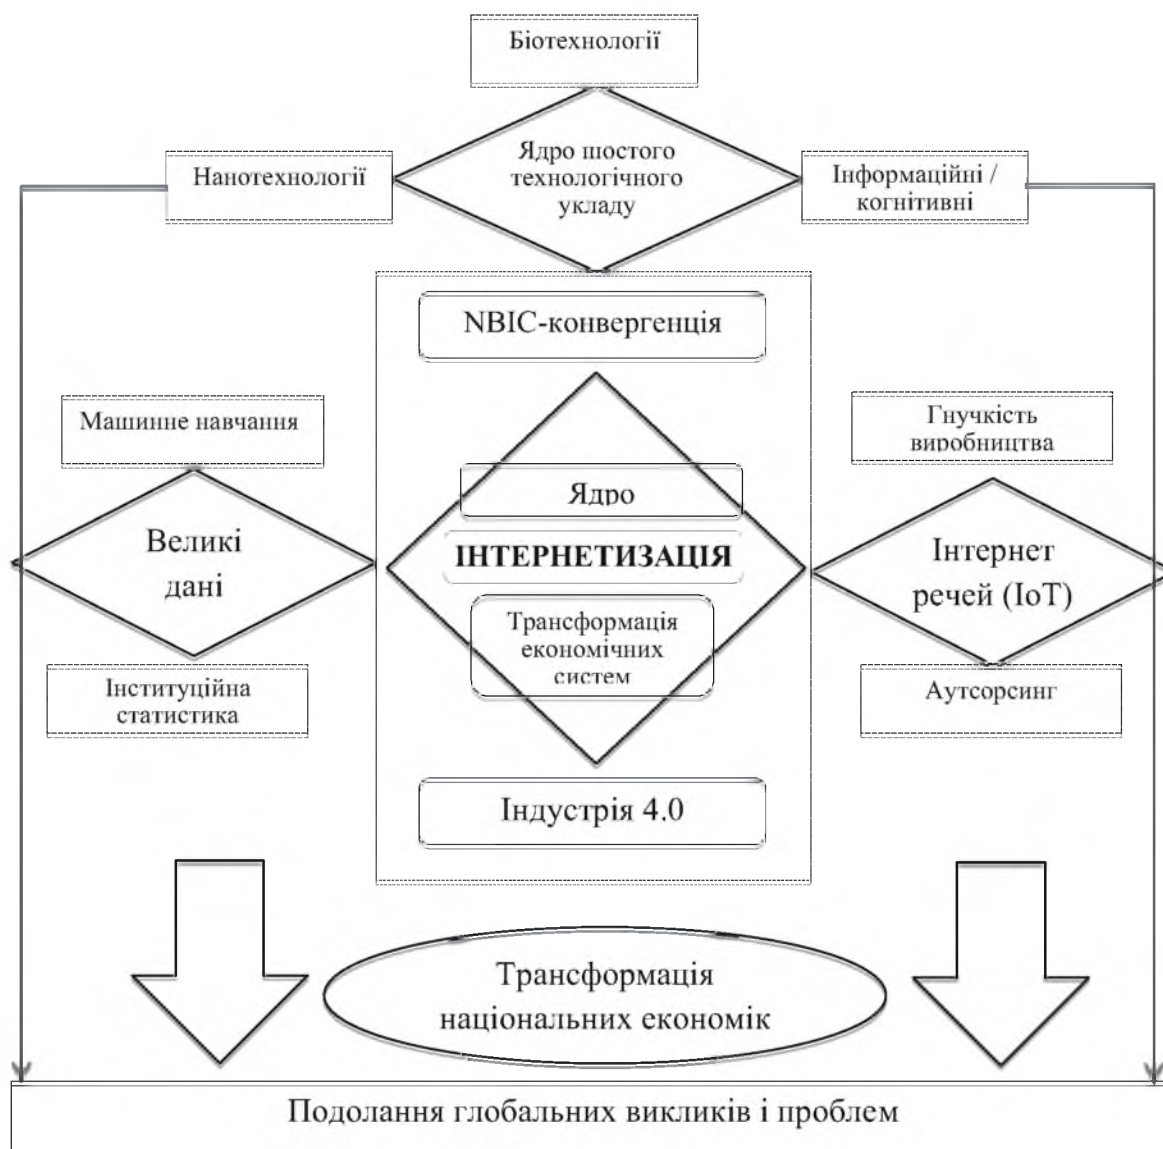 Біотехнології
Ядро шостого
технологічного
укладу
Нанотехнології
Інформаційні /
когнітивні
NBIC-конвергенція
Машинне навчання
Гнучкість
виробництва
Ядро
ІНТЕРНЕТИЗАЦІЯ
Трансформація
економічних
систем
Великі
дані
Інтернет
речей (ІоТ)
Інституційна
статистика
Аутсорсинг
Індустрія 4.0
Трансформація
національних економік
Подолання глобальних викликів і проблем